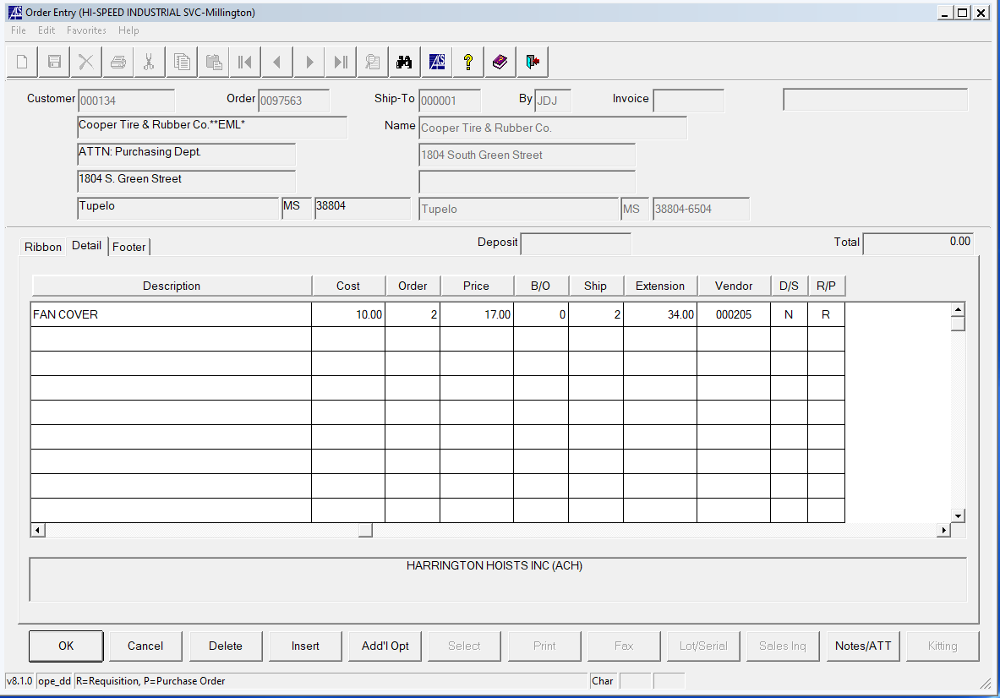 Order Entry (HI-SPEED INDUSTRIAL SVC-Millington)
File Edit Favorites Help
Customer 000134 Order 0097563 Ship-To 000001 By JDJ Invoice
Cooper Tire & Rubber Co.**EML* Name Cooper Tire & Rubber Co.
ATTN: Purchasing Dept. 1804 South Green Street
1804 S. Green Street
Tupelo MS 38804 Tupelo MS 38804-6504
Ribbon Detail Footer Deposit Total 0.00
Description Cost Order Price B/O Ship Extension Vendor D/S R/P
FAN COVER 10.00 2 17.00 0 2 34.00 000205 N R
HARRINGTON HOISTS INC (ACH)
OK Cancel Delete Insert Add'l Opt Select Print Fax Lot/Serial Sales Inq Notes/ATT Kitting
v8.1.0 ope_dd R=Requisition, P=Purchase Order Char